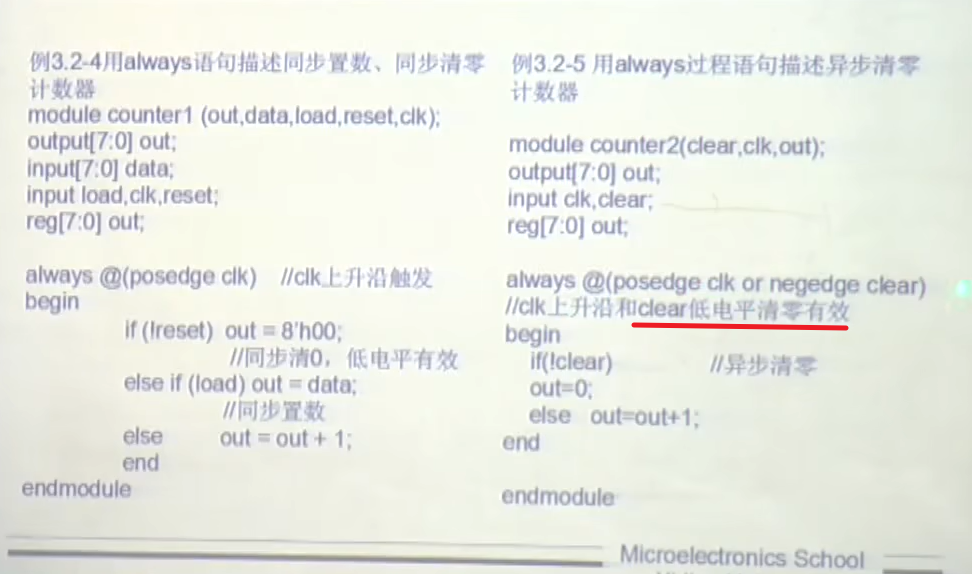 例3.2-4用always语句描述同步置数、同步清零
计数器
module counter1 (out,data,load,reset,clk);
output[7:0] out;
input[7:0] data;
input load,clk,reset;
reg[7:0] out;
always @(posedge clk) //clk上升沿触发
begin
if (!reset) out = 8'h00;
//同步清0，低电平有效
else if (load) out = data;
//同步置数
else out = out + 1;
end
endmodule
例3.2-5 用always过程语句描述异步清零
计数器
module counter2(clear,clk,out);
output[7:0] out;
input clk,clear;
reg[7:0] out;
always @(posedge clk or negedge clear)
//clk上升沿和clear低电平清零有效
begin
if(!clear) //异步清零
out=0;
else out=out+1;
end
endmodule
Microelectronics School